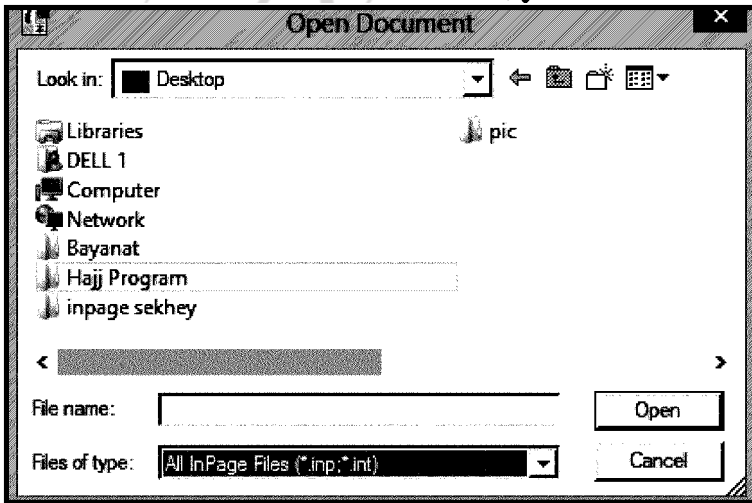 Open Document
Look in: Desktop
Libraries
DELL 1
Computer
Network
Bayanat
Hajj Program
inpage sekhey
pic
File name:
Open
Files of type: All InPage Files (*.inp;*.int)
Cancel